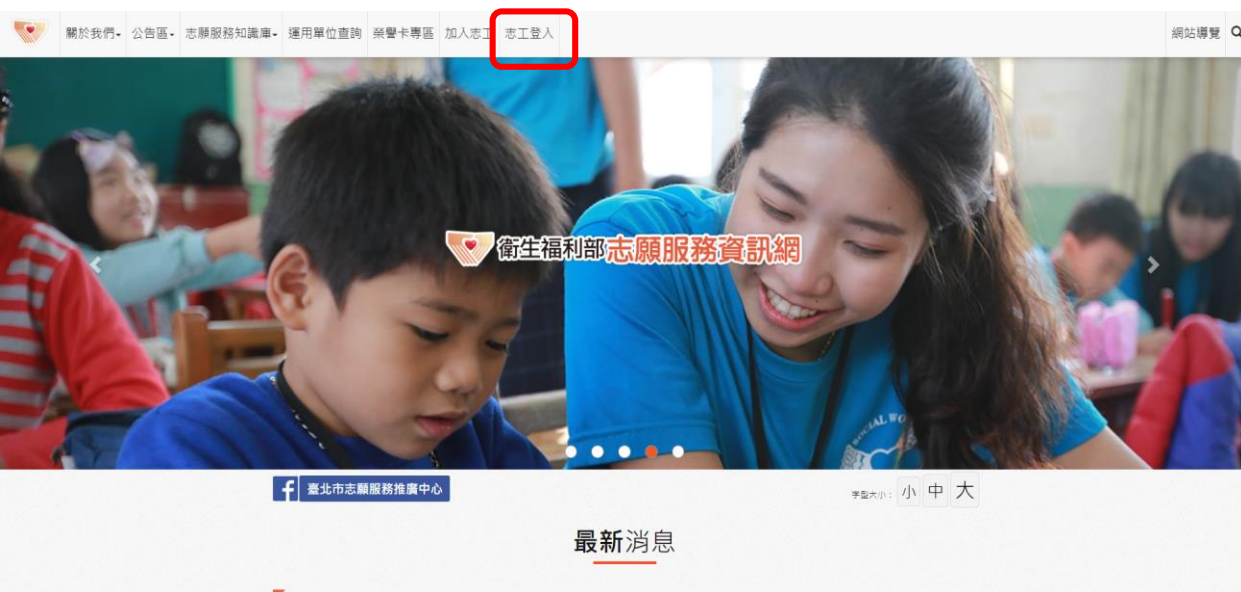 關於我們 公告區 志願服務知識庫 運用單位查詢 榮譽卡專區 加入志工 志工登入 網站導覽
衛生福利部志願服務資訊網
SOCIAL WO
臺北市志願服務推廣中心
字型大小: 小 中 大
最新消息